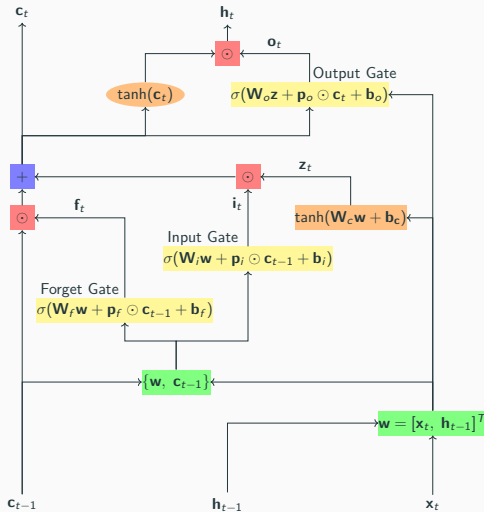 c_t
h_t
⊙
o_t
Output Gate
tanh(c_t)
σ(W_o z + p_o ⊙ c_t + b_o)
+
⊙
z_t
⊙
f_t
i_t
tanh(W_c w + b_c)
Input Gate
σ(W_i w + p_i ⊙ c_{t−1} + b_i)
Forget Gate
σ(W_f w + p_f ⊙ c_{t−1} + b_f)
{w, c_{t−1}}
w = [x_t, h_{t−1}]^T
c_{t−1}
h_{t−1}
x_t